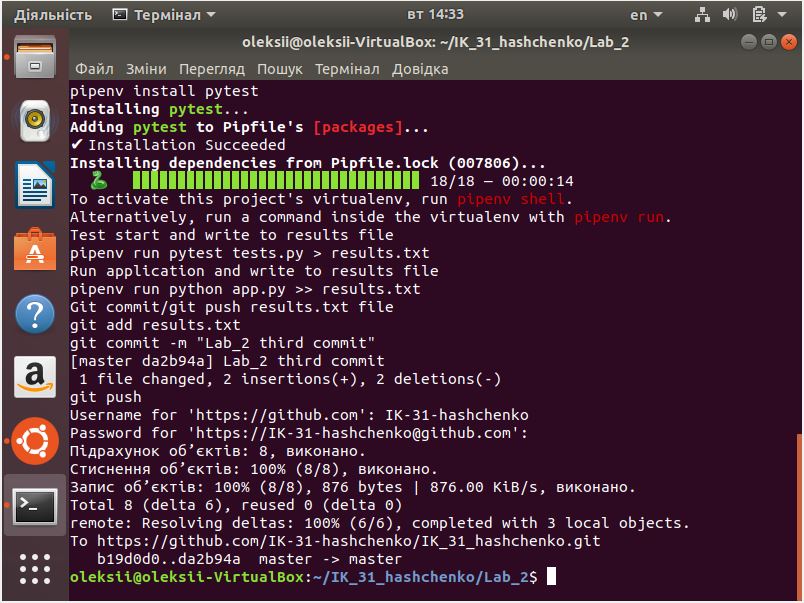 Діяльність Термінал вт 14:33 en
oleksii@oleksii-VirtualBox: ~/IK_31_hashchenko/Lab_2
Файл Зміни Перегляд Пошук Термінал Довідка
pipenv install pytest
Installing pytest...
Adding pytest to Pipfile's [packages]...
✔ Installation Succeeded
Installing dependencies from Pipfile.lock (007806)...
18/18 — 00:00:14
To activate this project's virtualenv, run pipenv shell.
Alternatively, run a command inside the virtualenv with pipenv run.
Test start and write to results file
pipenv run pytest tests.py > results.txt
Run application and write to results file
pipenv run python app.py >> results.txt
Git commit/git push results.txt file
git add results.txt
git commit -m "Lab_2 third commit"
[master da2b94a] Lab_2 third commit
 1 file changed, 2 insertions(+), 2 deletions(-)
git push
Username for 'https://github.com': IK-31-hashchenko
Password for 'https://IK-31-hashchenko@github.com':
Підрахунок об’єктів: 8, виконано.
Стиснення об’єктів: 100% (8/8), виконано.
Запис об’єктів: 100% (8/8), 876 bytes | 876.00 KiB/s, виконано.
Total 8 (delta 6), reused 0 (delta 0)
remote: Resolving deltas: 100% (6/6), completed with 3 local objects.
To https://github.com/IK-31-hashchenko/IK_31_hashchenko.git
   b19d0d0..da2b94a  master -> master
oleksii@oleksii-VirtualBox:~/IK_31_hashchenko/Lab_2$